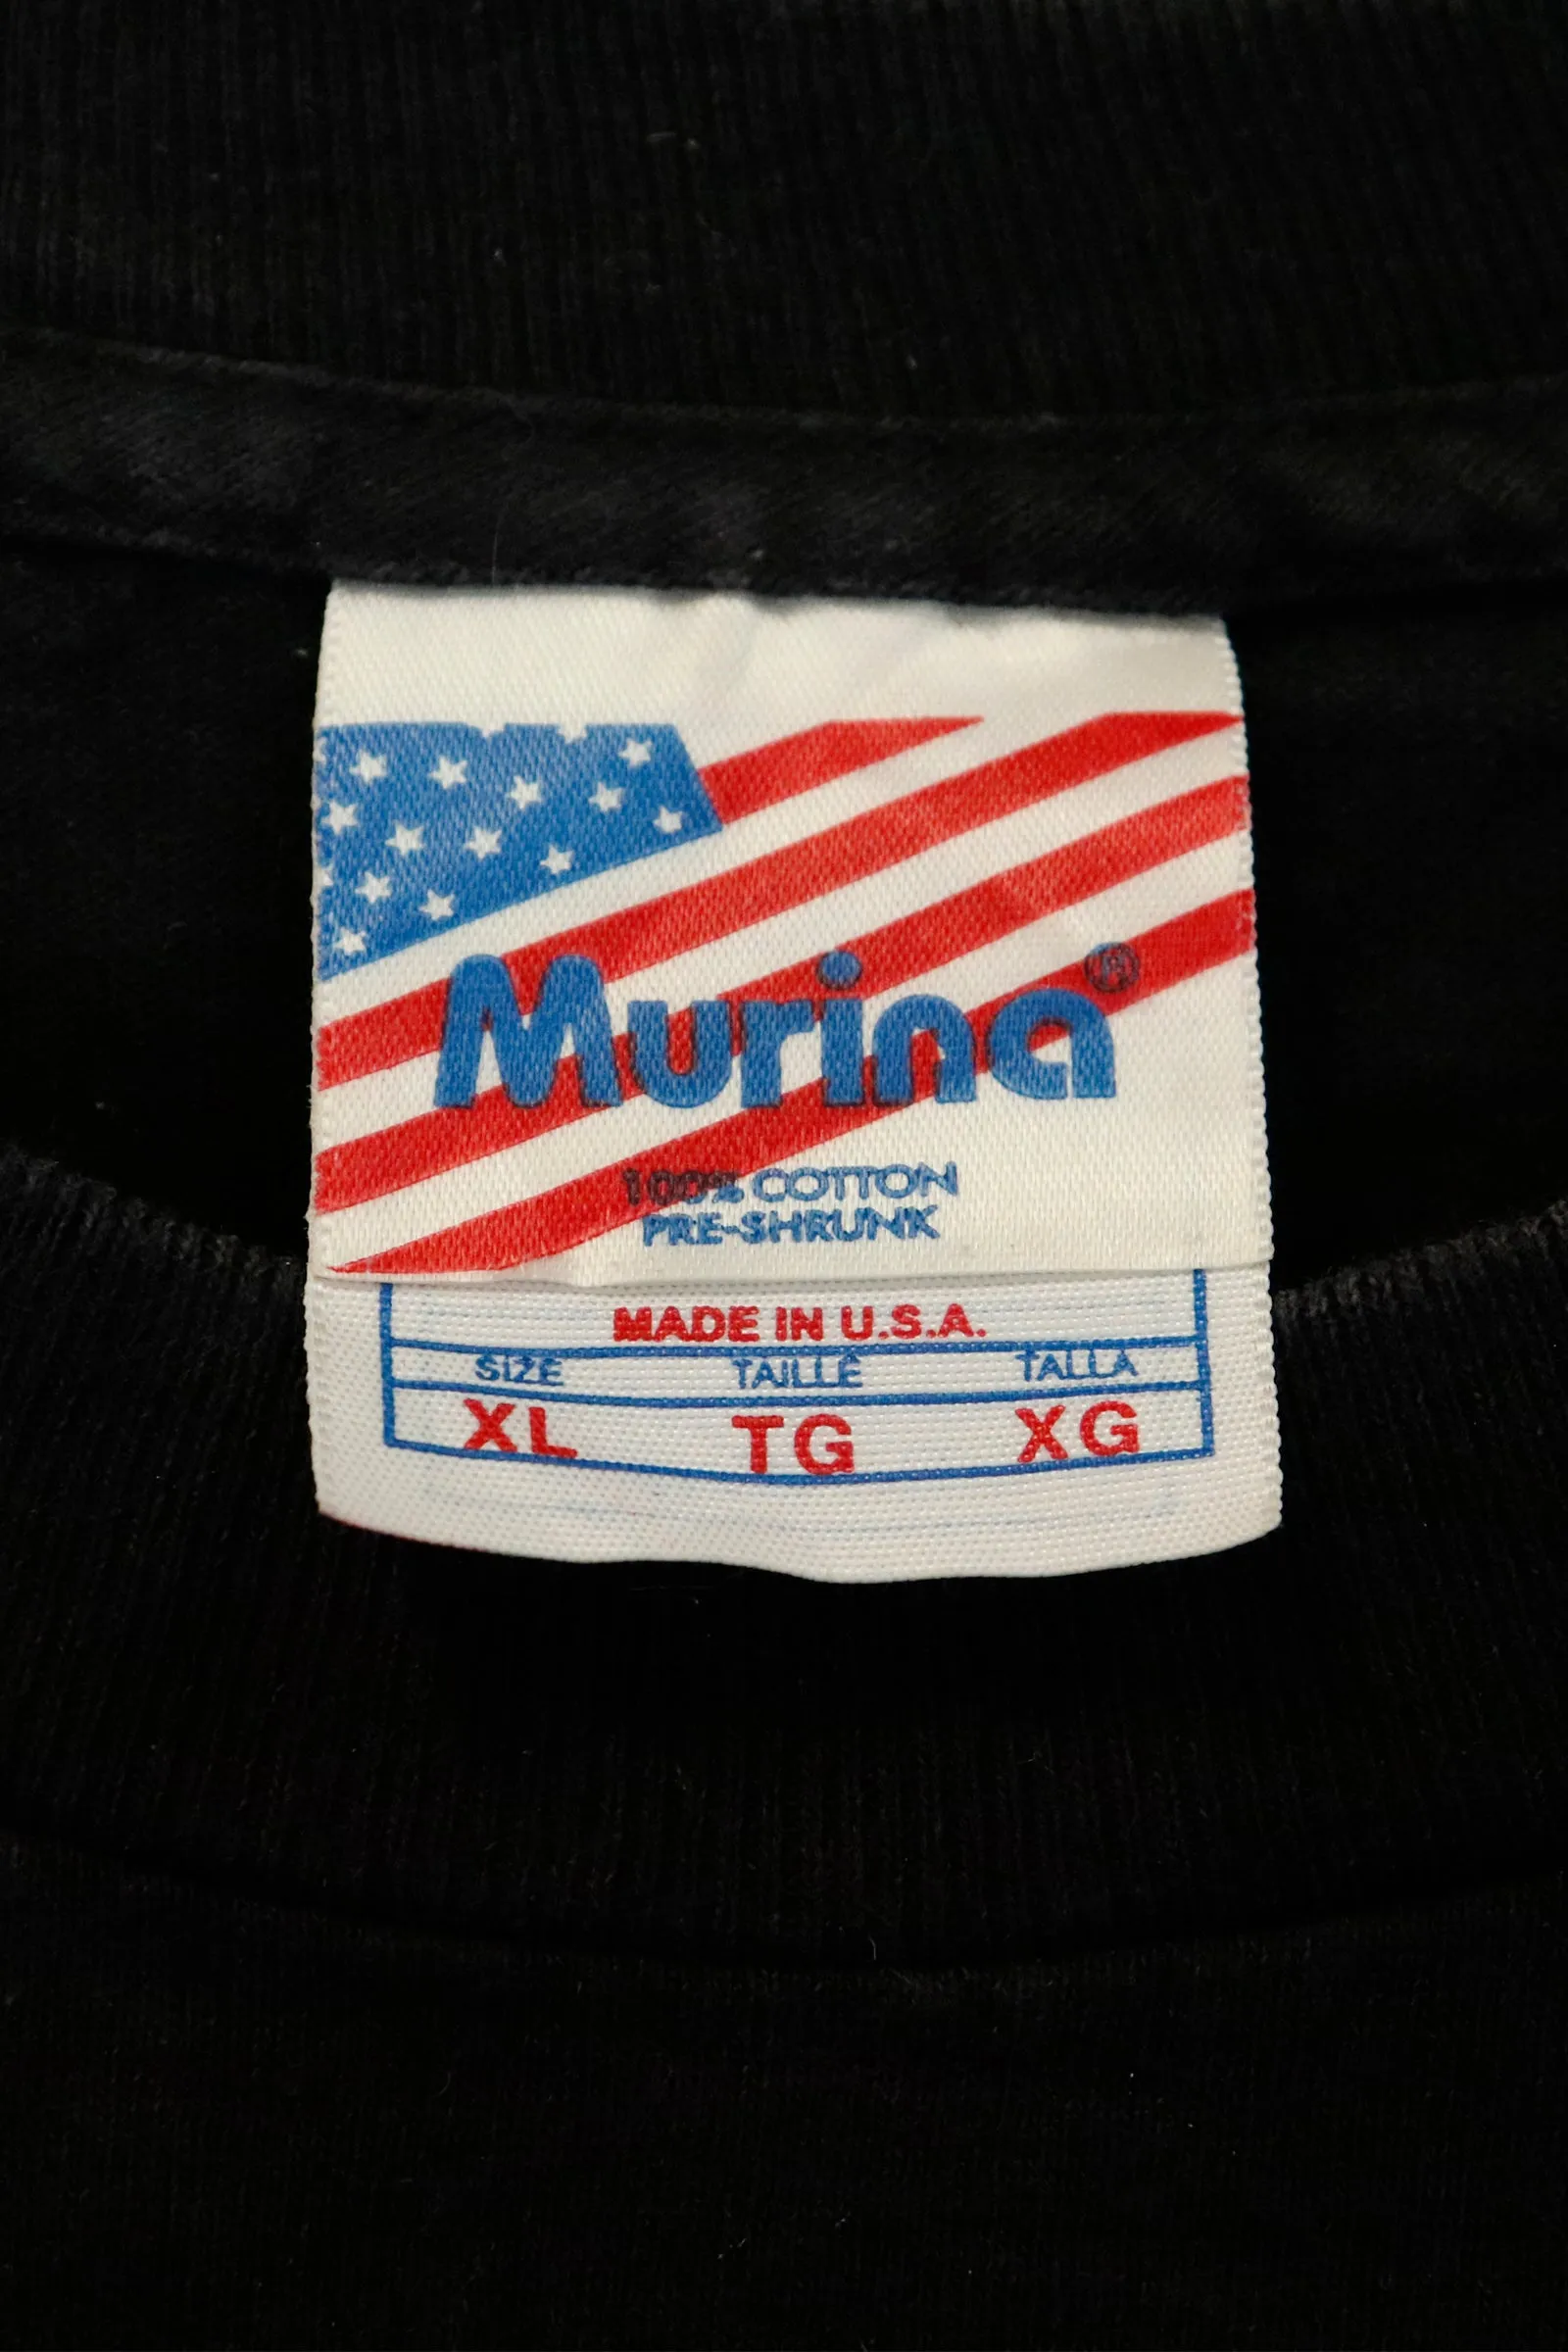 Murina®
100% COTTON
PRE-SHRUNK
MADE IN U.S.A.
SIZE TAILLE TALLA
XL TG XG